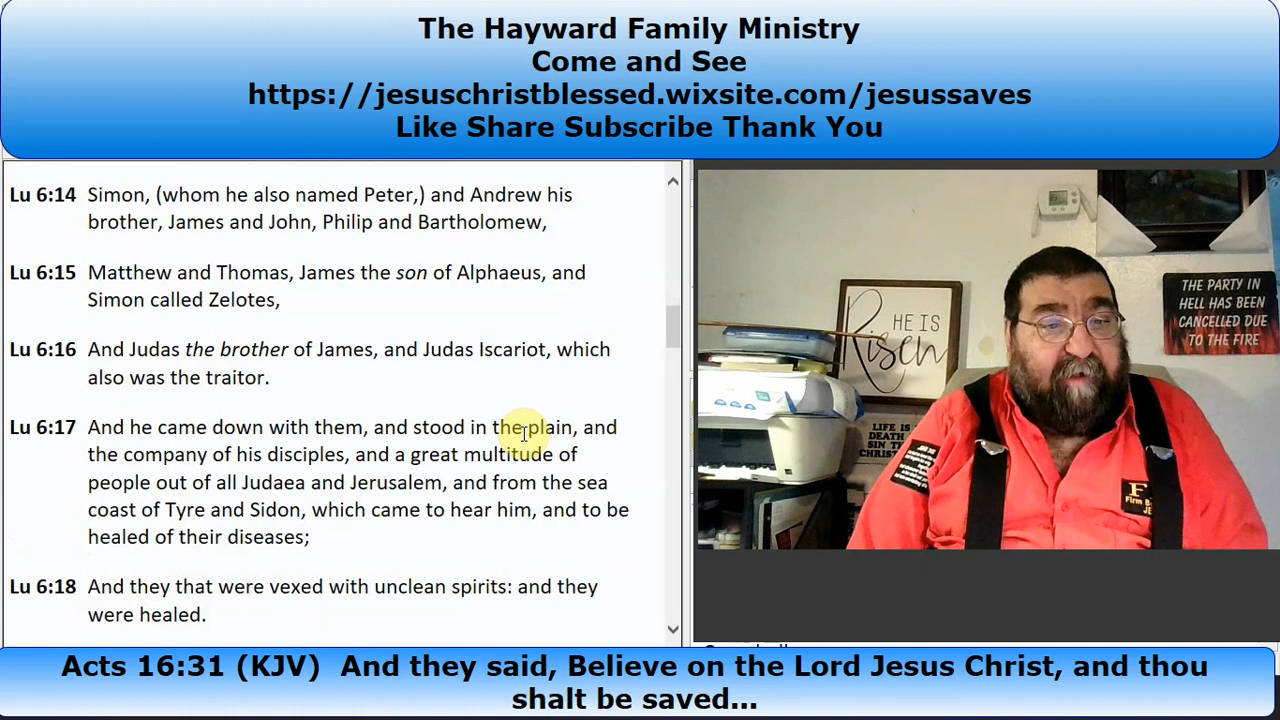 The Hayward Family Ministry
Come and See
https://jesuschristblessed.wixsite.com/jesussaves
Like Share Subscribe Thank You
Lu 6:14 Simon, (whom he also named Peter,) and Andrew his
brother, James and John, Philip and Bartholomew,
Lu 6:15 Matthew and Thomas, James the son of Alphaeus, and
Simon called Zelotes,
Lu 6:16 And Judas the brother of James, and Judas Iscariot, which
also was the traitor.
Lu 6:17 And he came down with them, and stood in the plain, and
the company of his disciples, and a great multitude of
people out of all Judaea and Jerusalem, and from the sea
coast of Tyre and Sidon, which came to hear him, and to be
healed of their diseases;
Lu 6:18 And they that were vexed with unclean spirits: and they
were healed.
HE IS
Risen
THE PARTY IN
HELL HAS BEEN
CANCELLED DUE
TO THE FIRE
LIFE IS
DEATH
SIN TH
CHRIST
F
Firm B
JE
Acts 16:31 (KJV) And they said, Believe on the Lord Jesus Christ, and thou
shalt be saved...